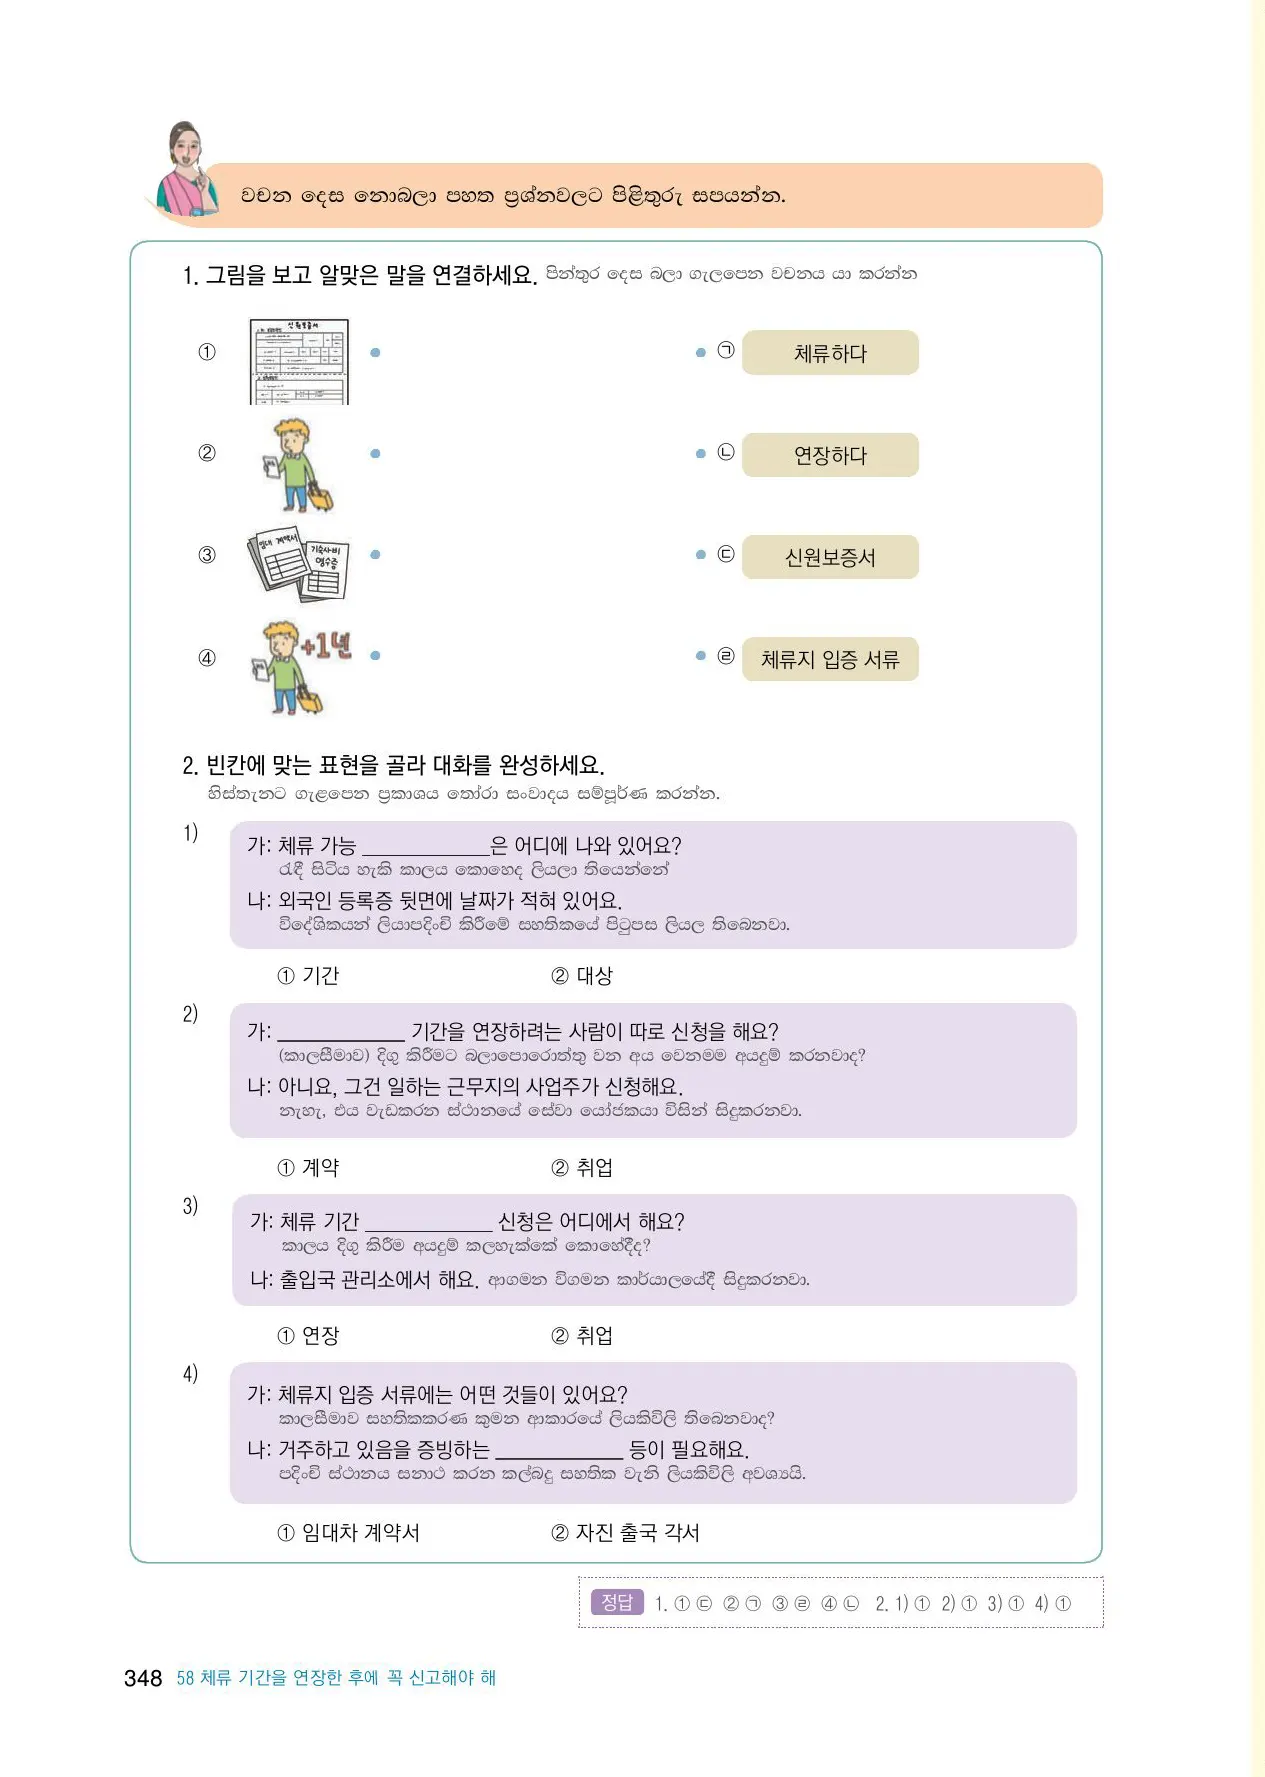 වචන දෙස නොබලා පහත ප්‍රශ්නවලට පිළිතුරු සපයන්න.
1. 그림을 보고 알맞은 말을 연결하세요. පින්තූර දෙස බලා ගැලපෙන වචනය යා කරන්න
① 신원보증서 ㉠ 체류하다
② ㉡ 연장하다
③ 임대 계약서 기숙사비 영수증 ㉢ 신원보증서
④ +1년 ㉣ 체류지 입증 서류
2. 빈칸에 맞는 표현을 골라 대화를 완성하세요.
හිස්තැනට ගැළපෙන ප්‍රකාශය තෝරා සංවාදය සම්පූර්ණ කරන්න.
1)
가: 체류 가능 ____________은 어디에 나와 있어요?
රැඳී සිටිය හැකි කාලය කොහෙද ලියලා තියෙන්නේ
나: 외국인 등록증 뒷면에 날짜가 적혀 있어요.
විදේශිකයන් ලියාපදිංචි කිරීමේ සහතිකයේ පිටුපස ලියල තිබෙනවා.
① 기간 ② 대상
2)
가: ____________ 기간을 연장하려는 사람이 따로 신청을 해요?
(කාලසීමාව) දිගු කිරීමට බලාපොරොත්තු වන අය වෙනමම අයදුම් කරනවාද?
나: 아니요, 그건 일하는 근무지의 사업주가 신청해요.
නැහැ, එය වැඩකරන ස්ථානයේ සේවා යෝජකයා විසින් සිදුකරනවා.
① 계약 ② 취업
3)
가: 체류 기간 ____________ 신청은 어디에서 해요?
කාලය දිගු කිරීම අයදුම් කලහැක්කේ කොහේදීද?
나: 출입국 관리소에서 해요. ආගමන විගමන කාර්යාලයේදී සිදුකරනවා.
① 연장 ② 취업
4)
가: 체류지 입증 서류에는 어떤 것들이 있어요?
කාලසීමාව සහතිකකරණ කුමන ආකාරයේ ලියකිවිලි තිබෙනවාද?
나: 거주하고 있음을 증빙하는 ____________ 등이 필요해요.
පදිංචි ස්ථානය සනාථ කරන කල්බදු සහතික වැනි ලියකිවිලි අවශ්‍යයි.
① 임대차 계약서 ② 자진 출국 각서
정답 1. ① ㉢ ② ㉠ ③ ㉣ ④ ㉡ 2. 1) ① 2) ① 3) ① 4) ①
348 58 체류 기간을 연장한 후에 꼭 신고해야 해